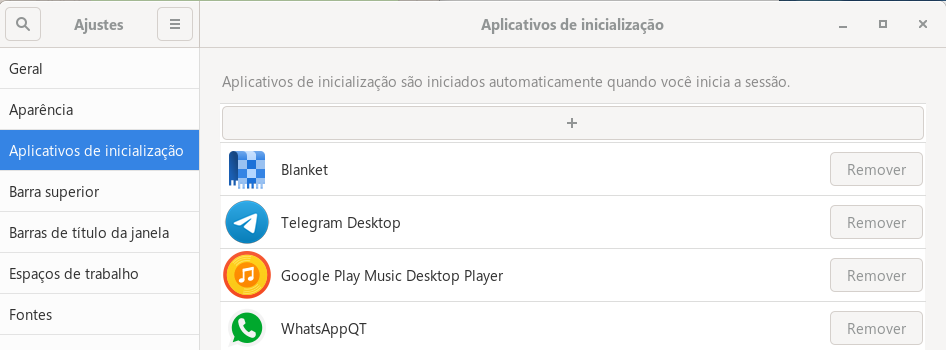 Ajustes
Aplicativos de inicialização
Geral
Aparência
Aplicativos de inicialização
Barra superior
Barras de título da janela
Espaços de trabalho
Fontes
Aplicativos de inicialização são iniciados automaticamente quando você inicia a sessão.
+
Blanket Remover
Telegram Desktop Remover
Google Play Music Desktop Player Remover
WhatsAppQT Remover